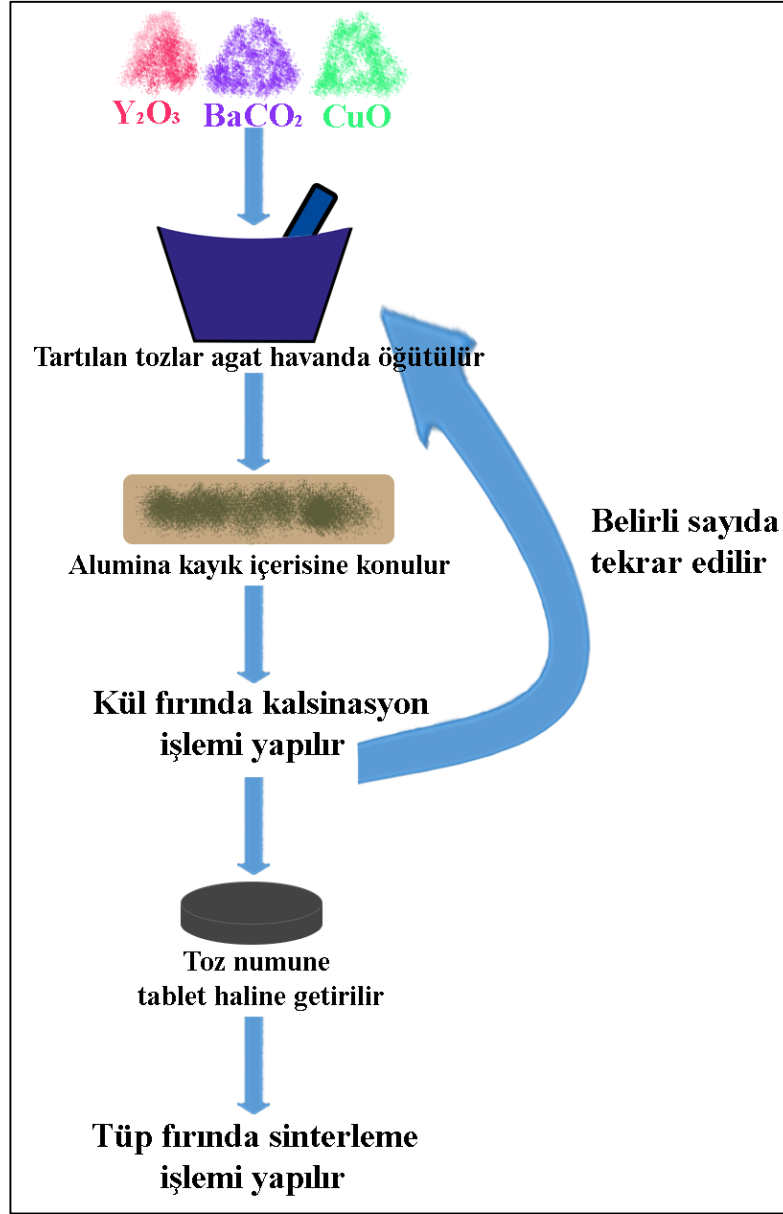 Y₂O₃ BaCO₂ CuO
Tartılan tozlar agat havanda öğütülür
Alumina kayık içerisine konulur
Belirli sayıda
tekrar edilir
Kül fırında kalsinasyon
işlemi yapılır
Toz numune
tablet haline getirilir
Tüp fırında sinterleme
işlemi yapılır